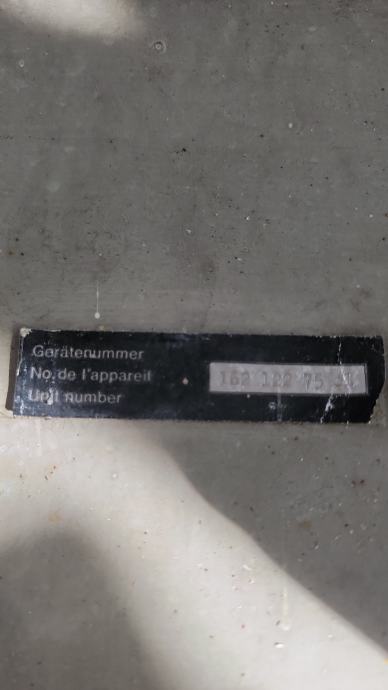 Gerätenummer
No. de l'appareil
Unit number
162 122 75